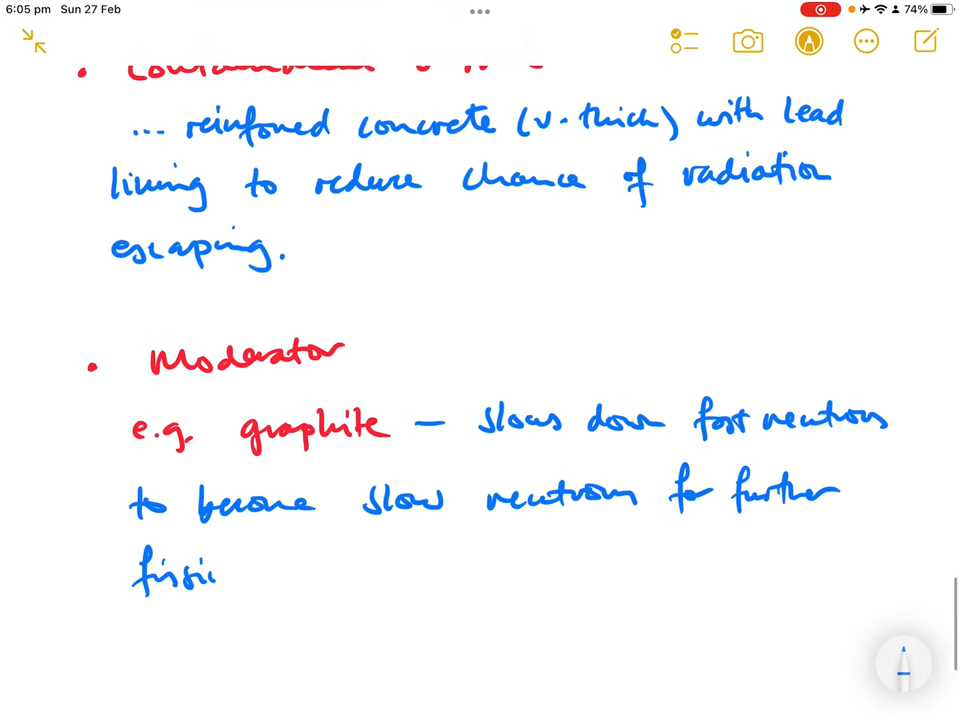 6:05 pm Sun 27 Feb
74%
... reinforced concrete (v. thick) with lead
lining to reduce chance of radiation
escaping.
• Moderator
e.g. graphite — slows down fast neutrons
to become slow neutrons for further
fissi